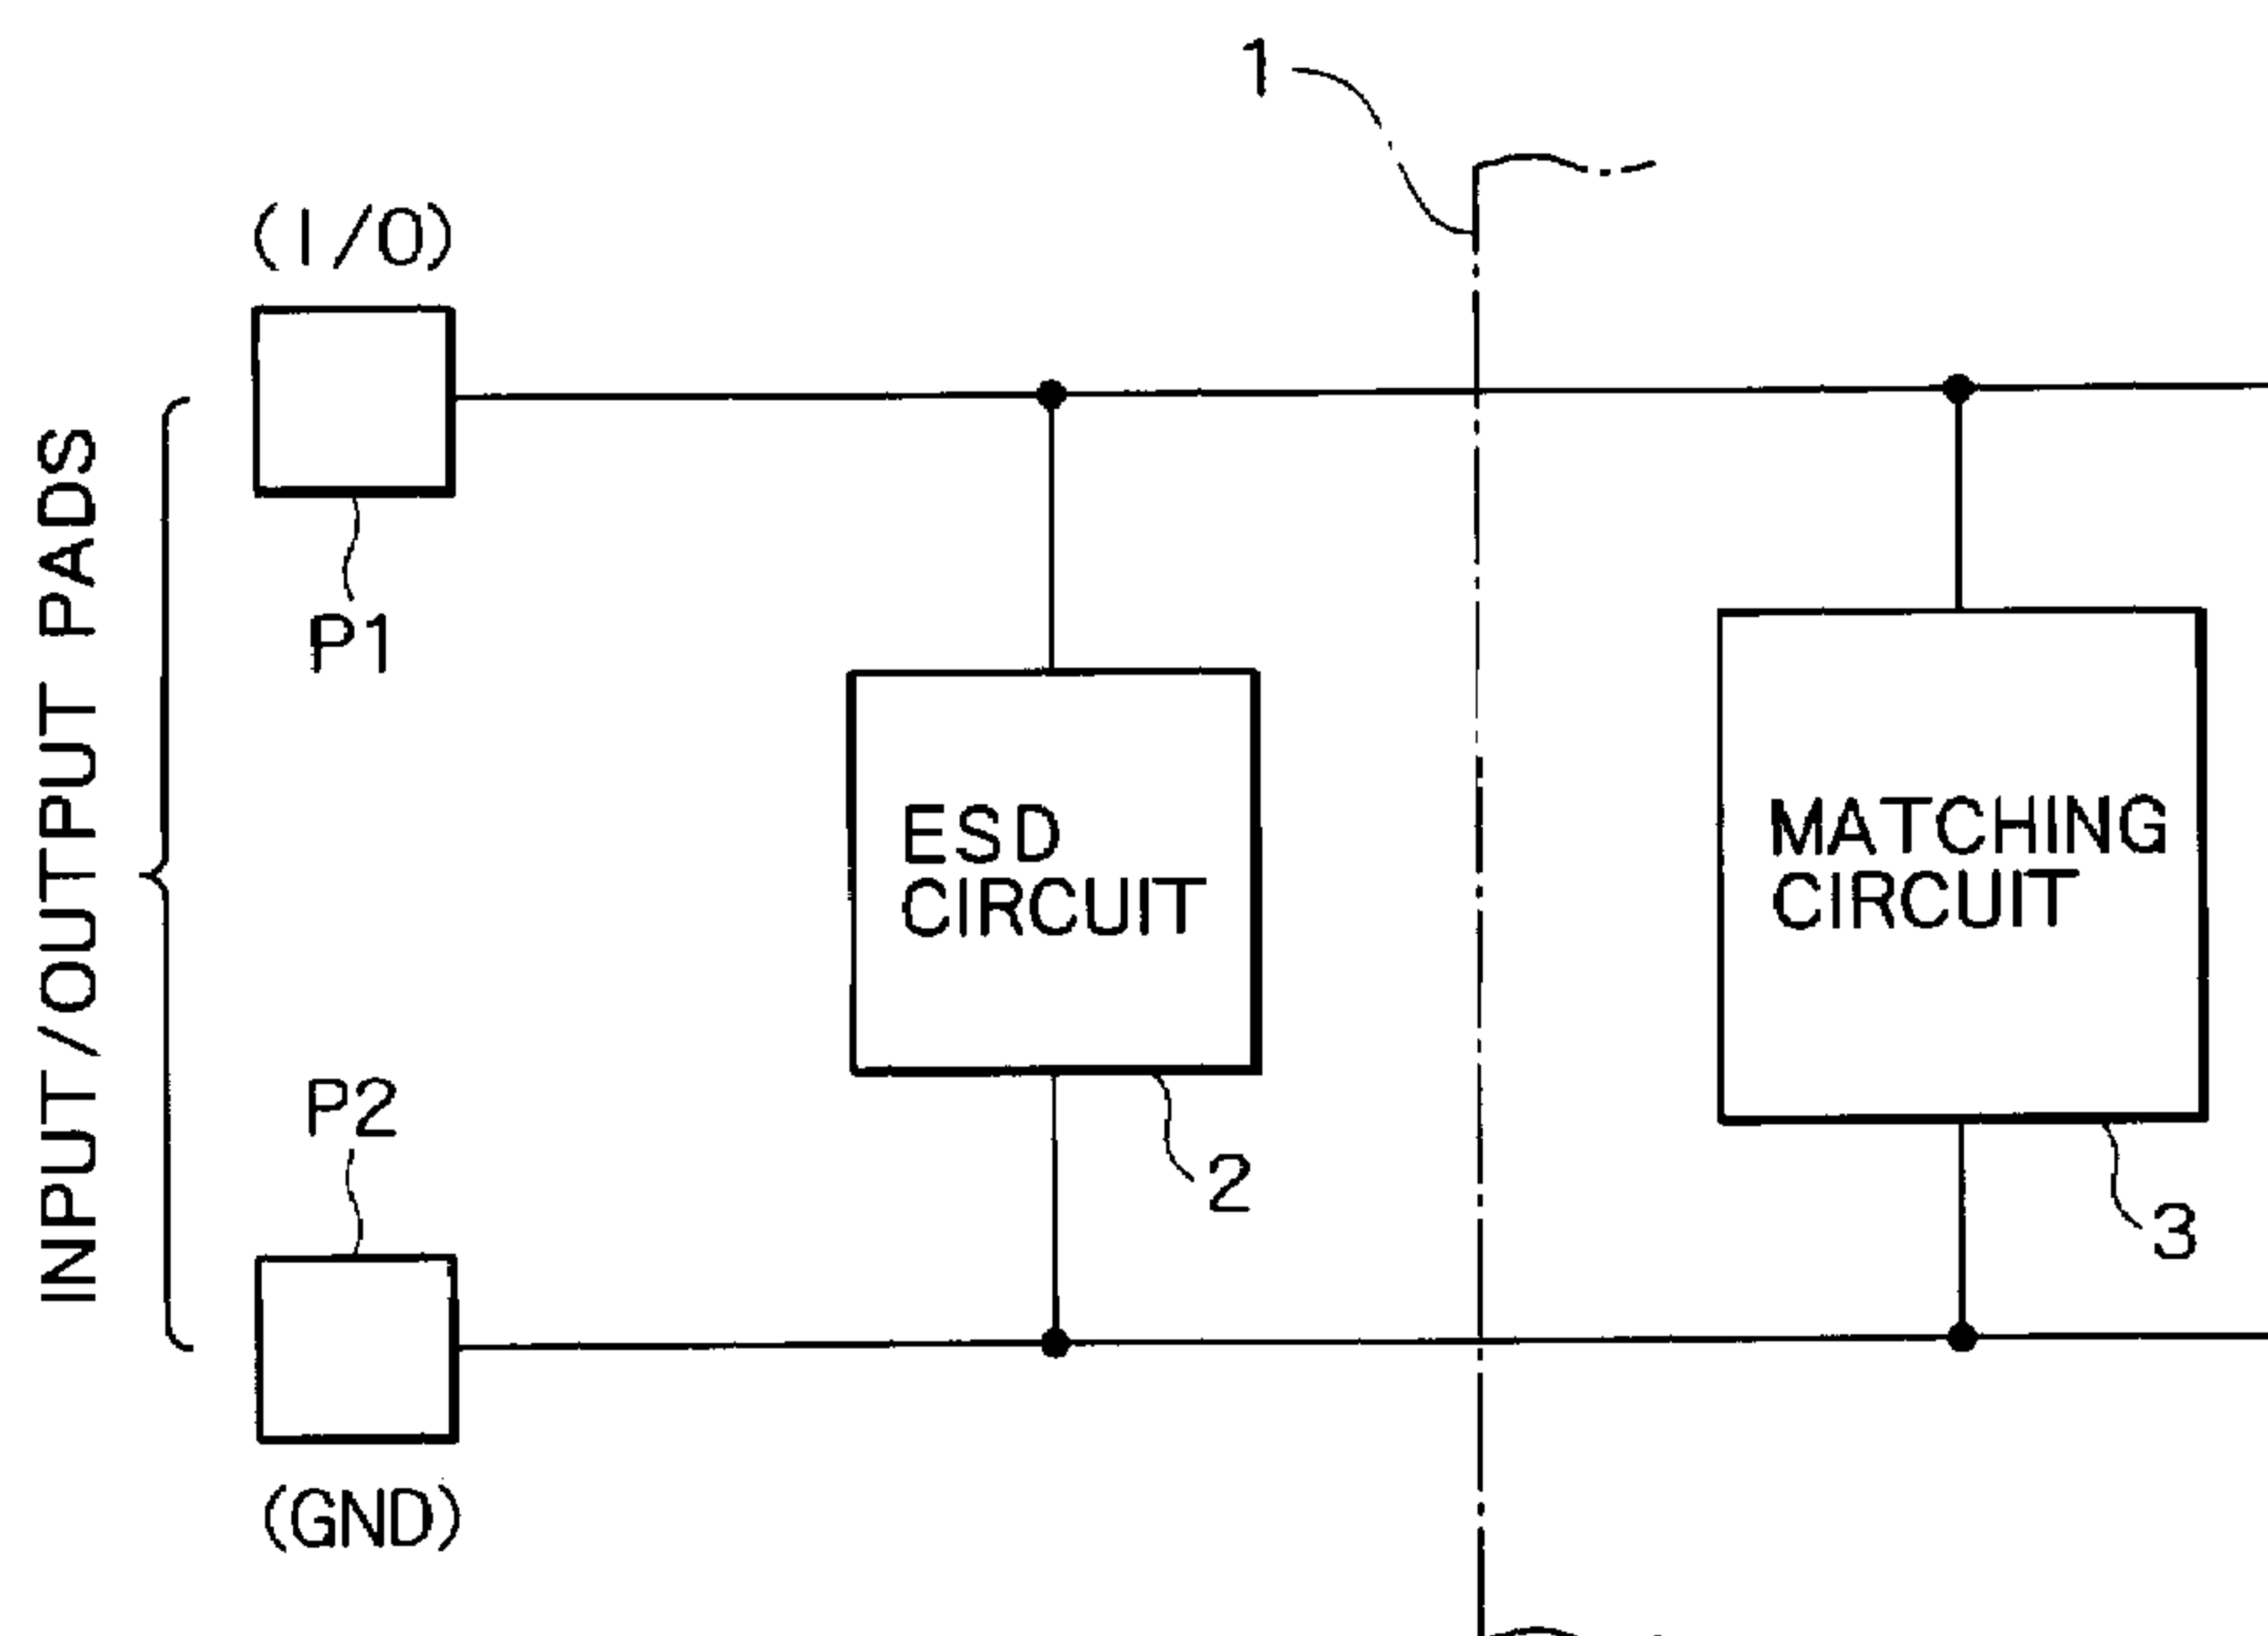 1
(I/O)
P1
INPUT/OUTPUT PADS
ESD
CIRCUIT
MATCHING
CIRCUIT
P2
2
3
(GND)